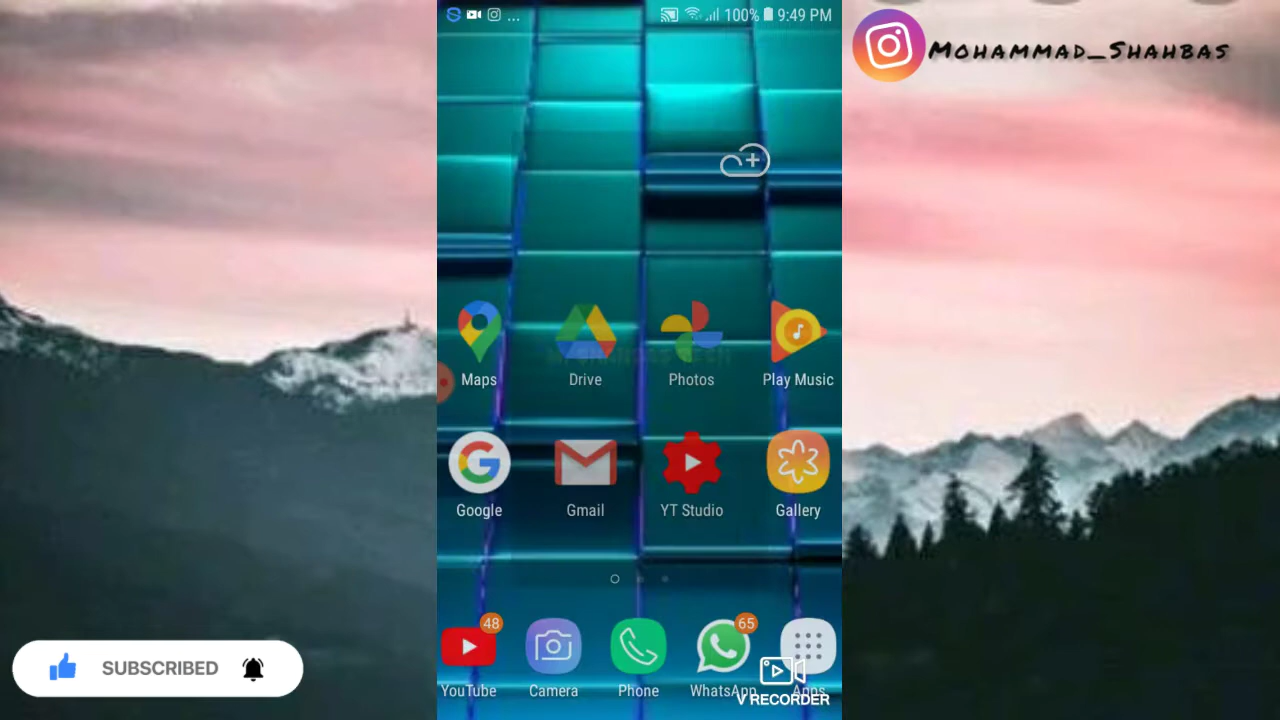 100% 9:49 PM
Mohammad_Shahbas
Maps
Drive
Photos
Play Music
Google
Gmail
YT Studio
Gallery
48
65
YouTube
Camera
Phone
WhatsApp
Apps
V RECORDER
SUBSCRIBED